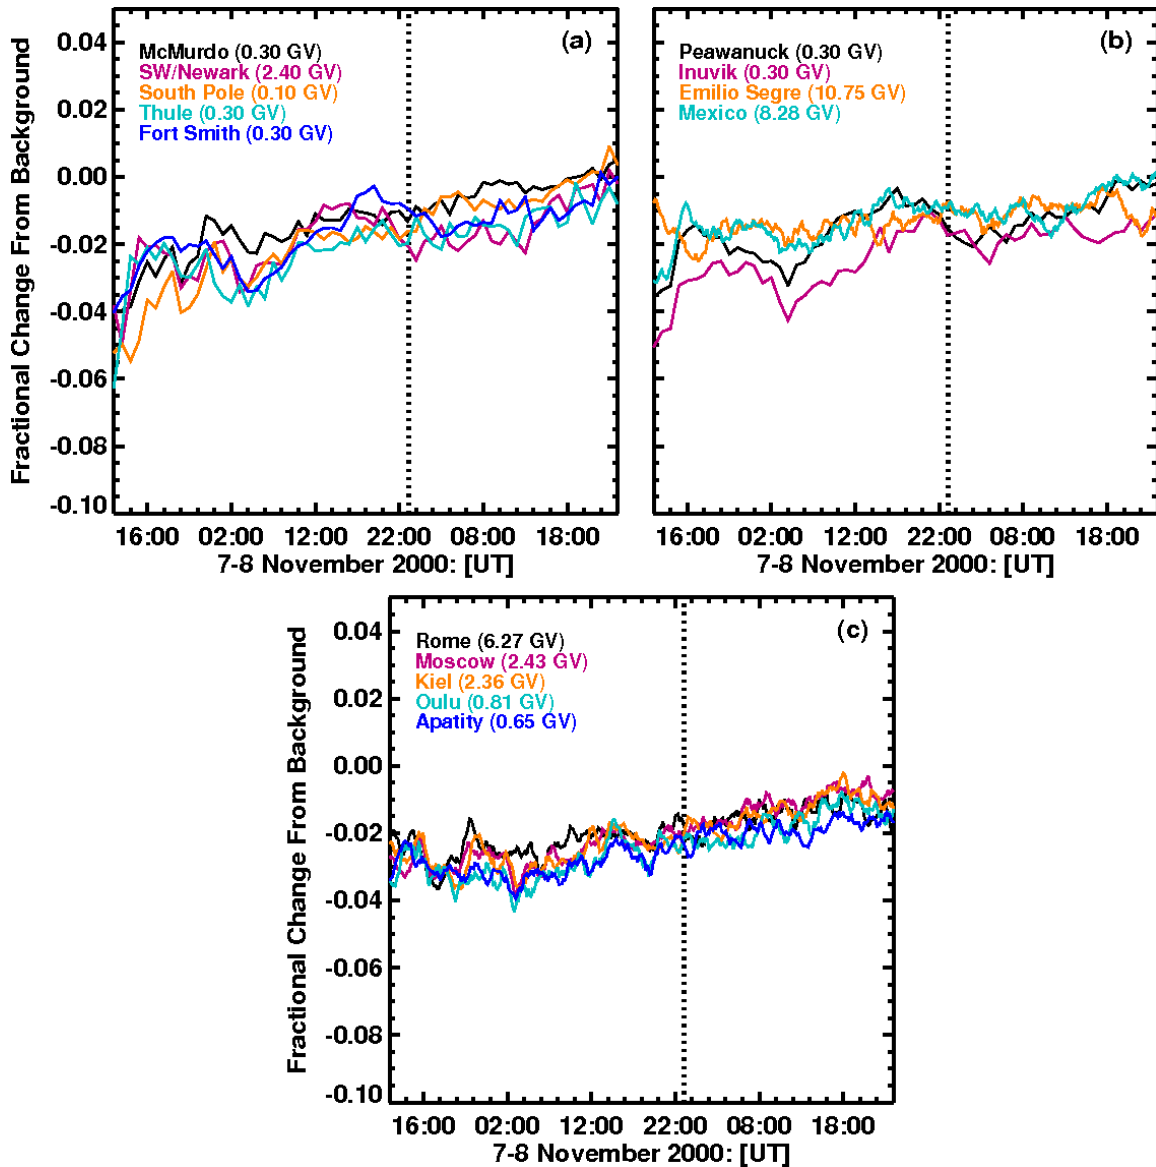 (a)
McMurdo (0.30 GV)
SW/Newark (2.40 GV)
South Pole (0.10 GV)
Thule (0.30 GV)
Fort Smith (0.30 GV)
Fractional Change From Background
0.04
0.02
0.00
-0.02
-0.04
-0.06
-0.08
-0.10
16:00 02:00 12:00 22:00 08:00 18:00
7-8 November 2000: [UT]
(b)
Peawanuck (0.30 GV)
Inuvik (0.30 GV)
Emilio Segre (10.75 GV)
Mexico (8.28 GV)
16:00 02:00 12:00 22:00 08:00 18:00
7-8 November 2000: [UT]
(c)
Rome (6.27 GV)
Moscow (2.43 GV)
Kiel (2.36 GV)
Oulu (0.81 GV)
Apatity (0.65 GV)
Fractional Change From Background
0.04
0.02
0.00
-0.02
-0.04
-0.06
-0.08
-0.10
16:00 02:00 12:00 22:00 08:00 18:00
7-8 November 2000: [UT]